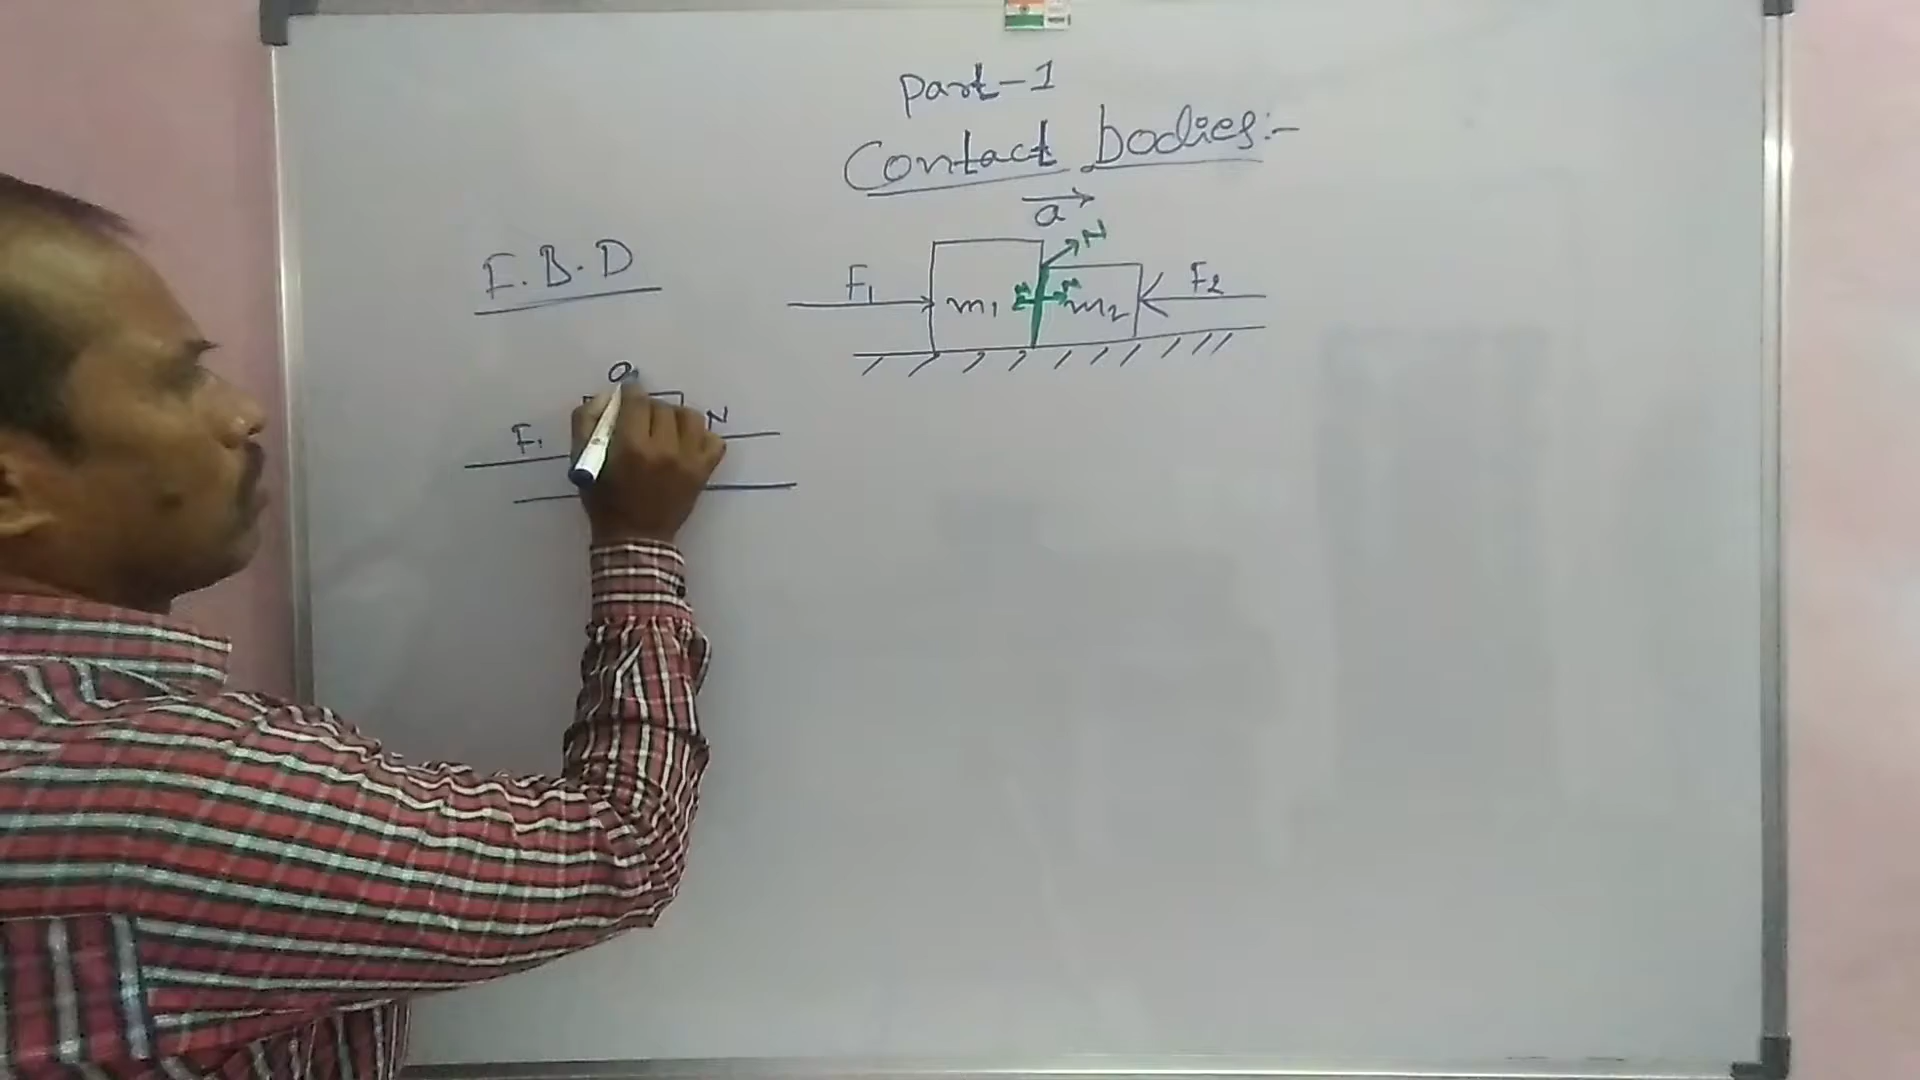 Part-1
Contact bodies:-
a
N
F.B.D
F1 m1 N N m2 F2
a
F1 N